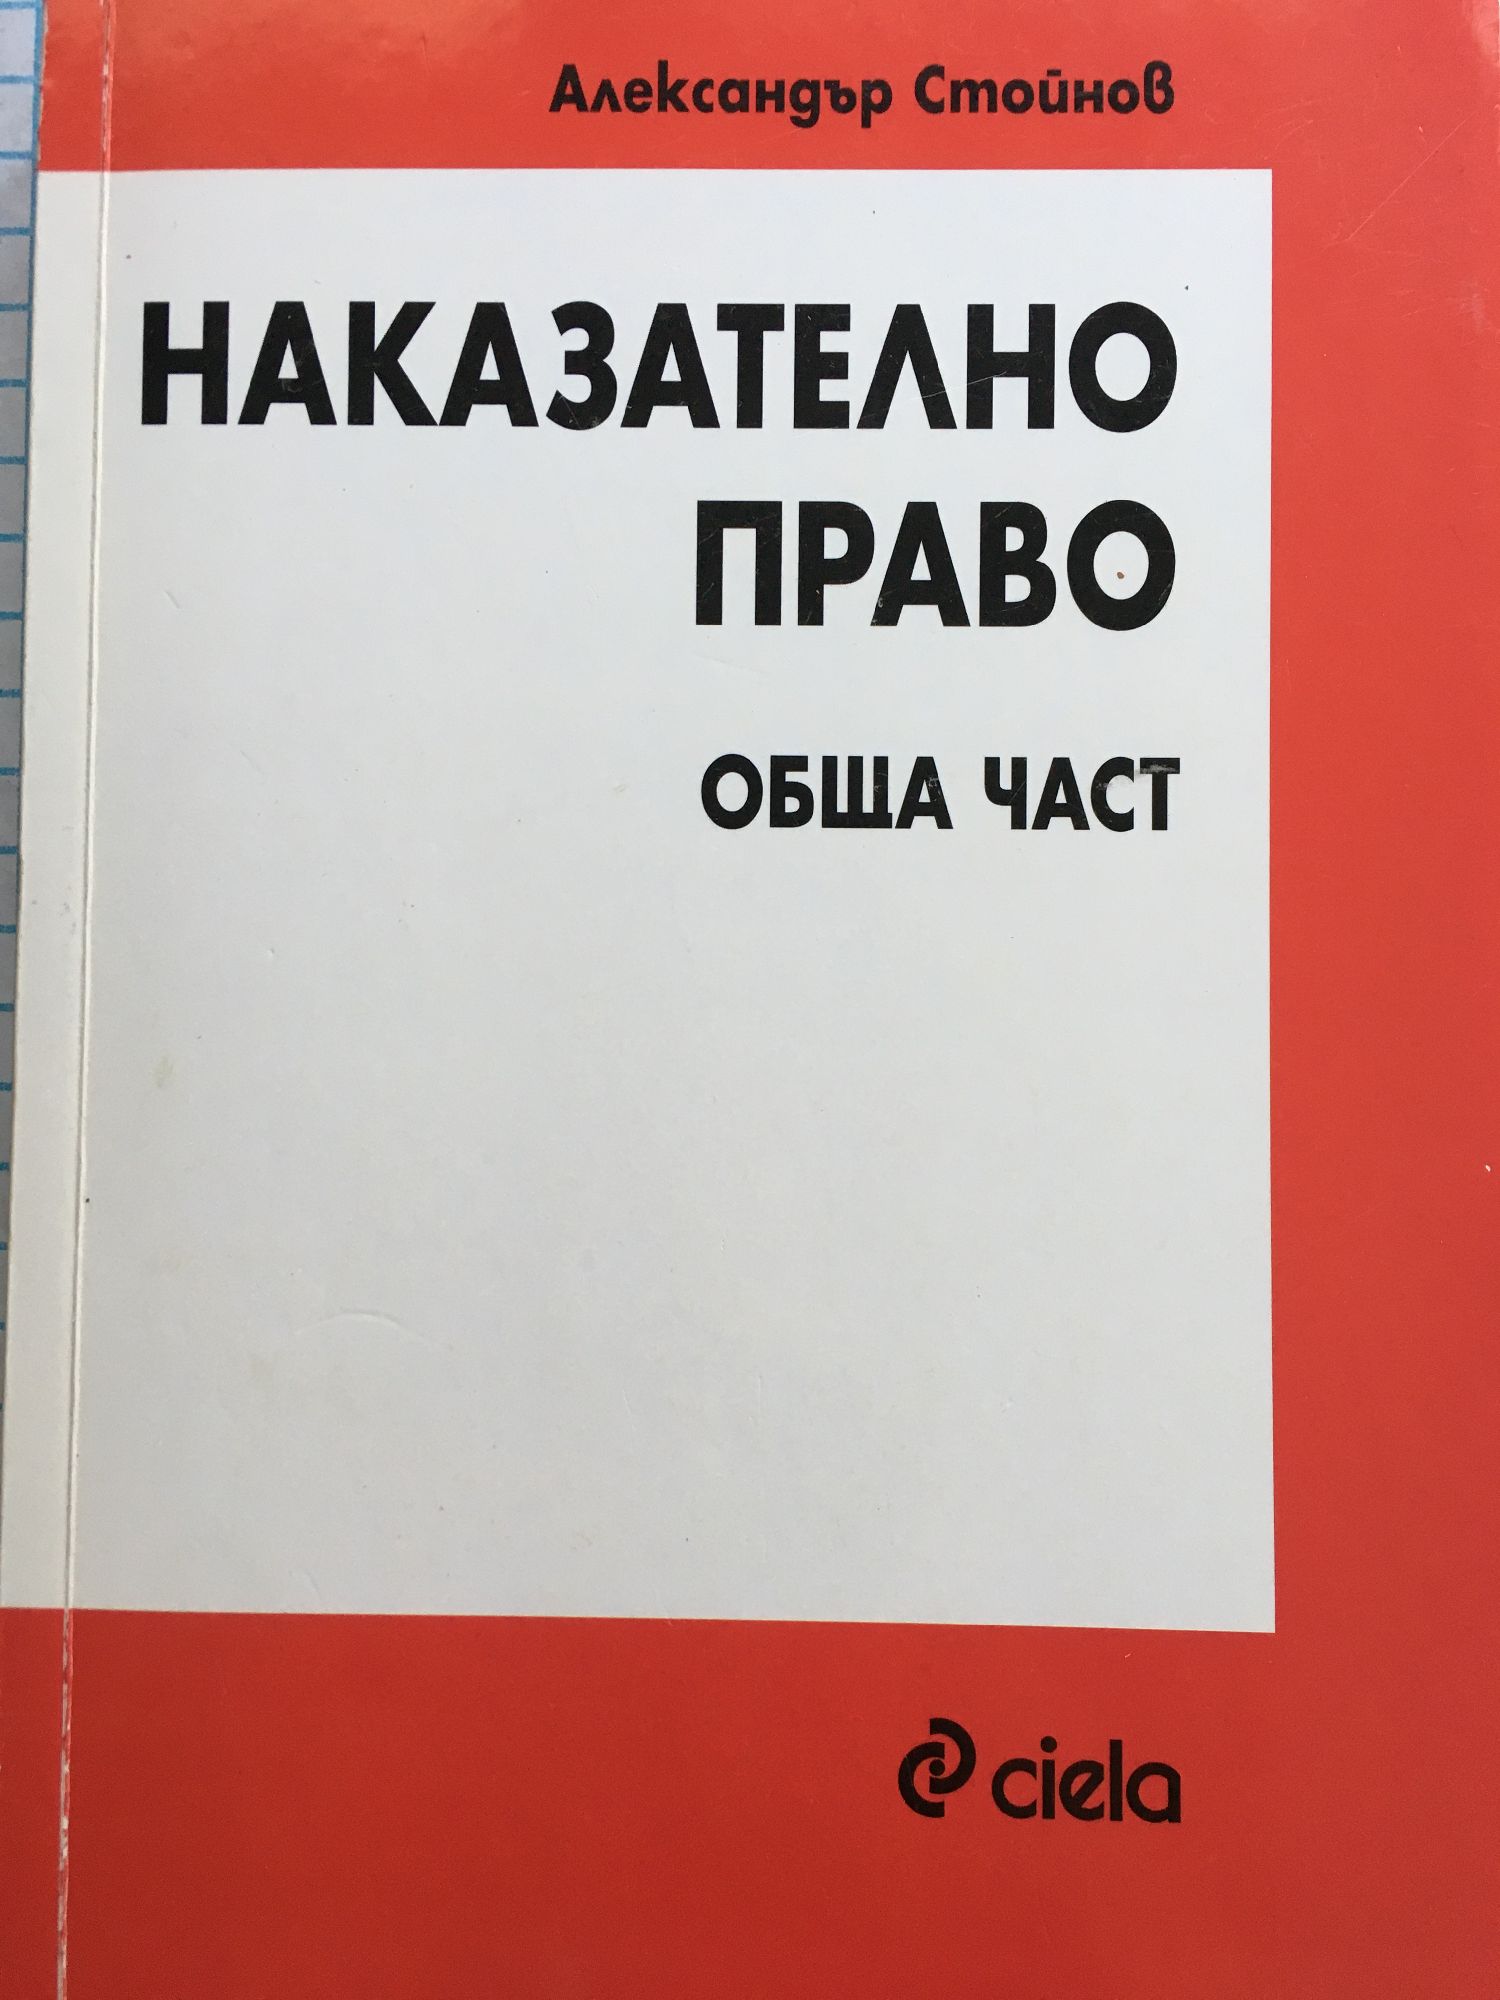 Александър Стойнов
НАКАЗАТЕЛНО
ПРАВО
ОБЩА ЧАСТ
ciela